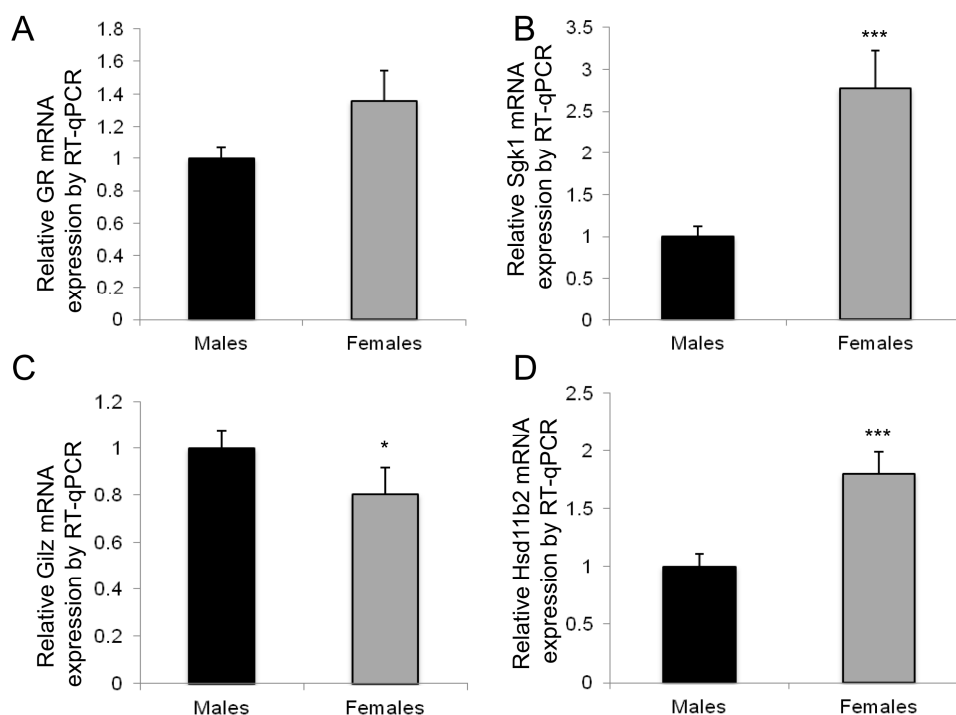 A
Relative GR mRNA
expression by RT-qPCR
1.8
1.6
1.4
1.2
1
0.8
0.6
0.4
0.2
0
Males Females
B
Relative Sgk1 mRNA
expression by RT-qPCR
3.5
3
2.5
2
1.5
1
0.5
0
***
Males Females
C
Relative Gilz mRNA
expression by RT-qPCR
1.2
1
0.8
0.6
0.4
0.2
0
*
Males Females
D
Relative Hsd11b2 mRNA
expression by RT-qPCR
2.5
2
1.5
1
0.5
0
***
Males Females